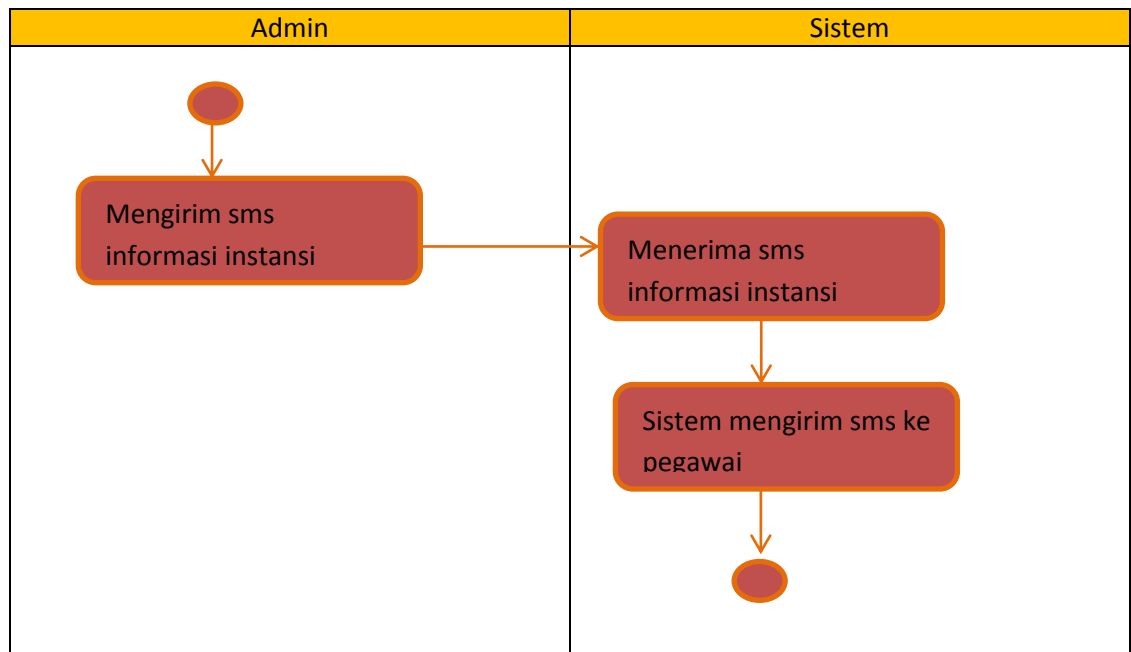 Admin
Sistem
Mengirim sms
informasi instansi
Menerima sms
informasi instansi
Sistem mengirim sms ke
pegawai